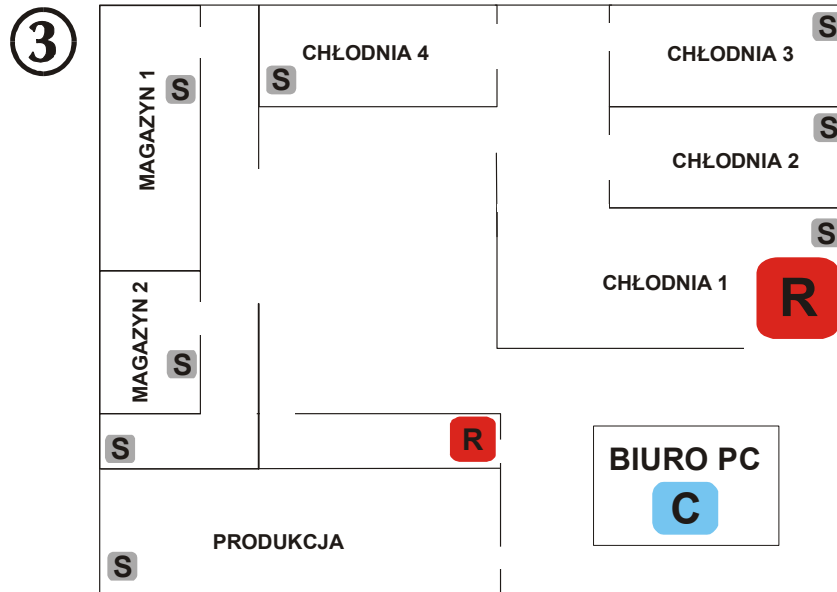 3
CHŁODNIA 4
CHŁODNIA 3
S
S
S
MAGAZYN 1
CHŁODNIA 2
S
CHŁODNIA 1
S
R
MAGAZYN 2
S
S
R
BIURO PC
C
PRODUKCJA
S